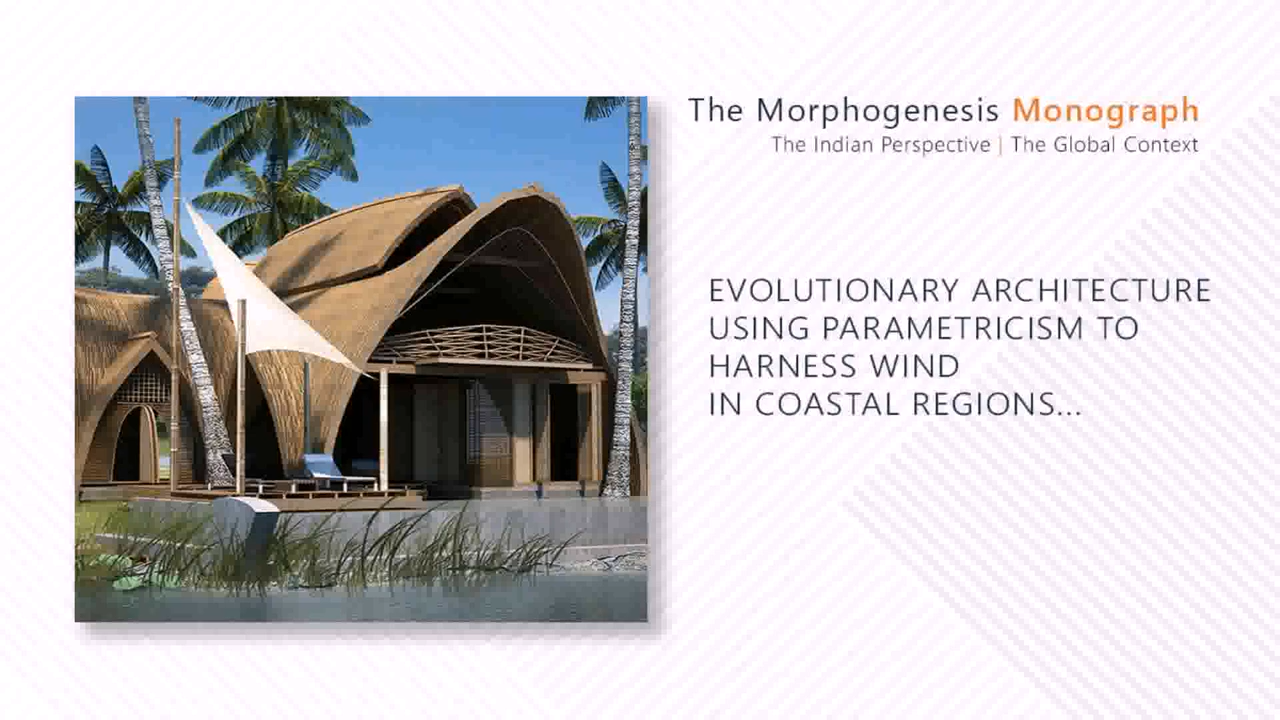 The Morphogenesis Monograph
The Indian Perspective | The Global Context
EVOLUTIONARY ARCHITECTURE
USING PARAMETRICISM TO
HARNESS WIND
IN COASTAL REGIONS...